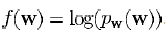 f(w) = log(p_w(w))